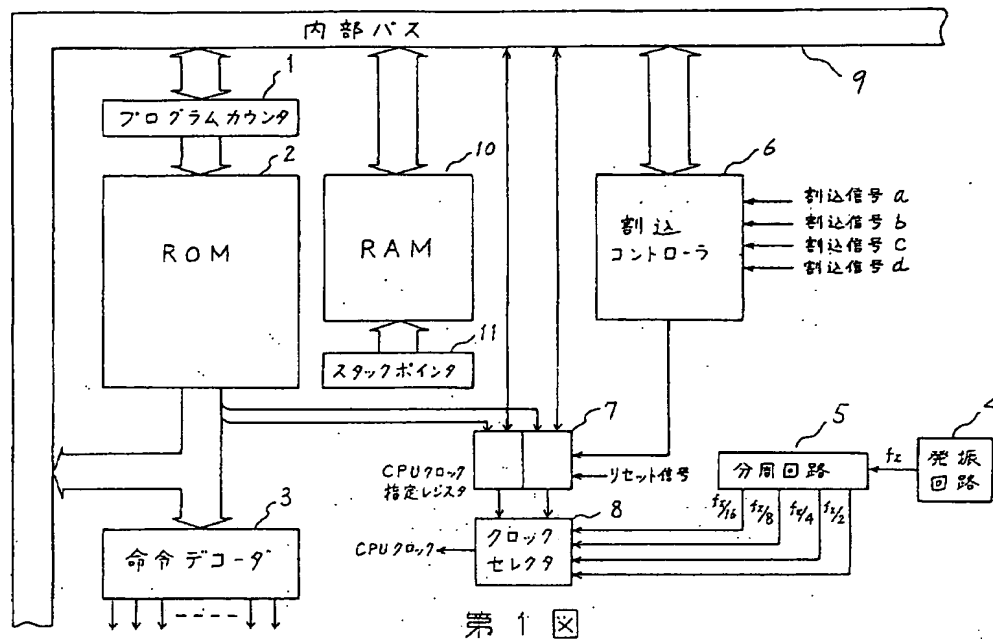 内部バス
9
1
プログラムカウンタ
2
ROM
10
RAM
11
スタックポインタ
6
割込
コントローラ
割込信号 a
割込信号 b
割込信号 c
割込信号 d
7
CPUクロック
指定レジスタ
リセット信号
5
分周回路
fx
4
発振
回路
fx/16
fx/8
fx/4
fx/2
3
命令デコーダ
8
クロック
セレクタ
CPUクロック
第1図